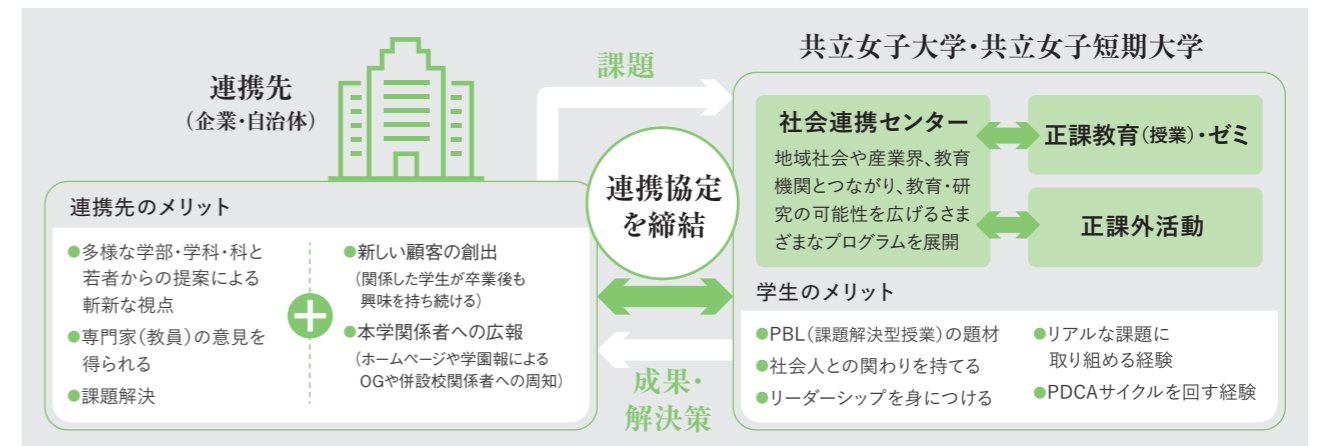 連携先
（企業・自治体）
連携先のメリット
●多様な学部・学科・科と
若者からの提案による
斬新な視点
●専門家（教員）の意見を
得られる
●課題解決
●新しい顧客の創出
（関係した学生が卒業後も
興味を持ち続ける）
●本学関係者への広報
（ホームページや学園報による
OGや併設校関係者への周知）
課題
連携協定
を締結
成果・
解決策
共立女子大学・共立女子短期大学
社会連携センター
地域社会や産業界、教育
機関とつながり、教育・研
究の可能性を広げるさま
ざまなプログラムを展開
正課教育（授業）・ゼミ
正課外活動
学生のメリット
●PBL（課題解決型授業）の題材
●社会人との関わりを持てる
●リーダーシップを身につける
●リアルな課題に
取り組める経験
●PDCAサイクルを回す経験